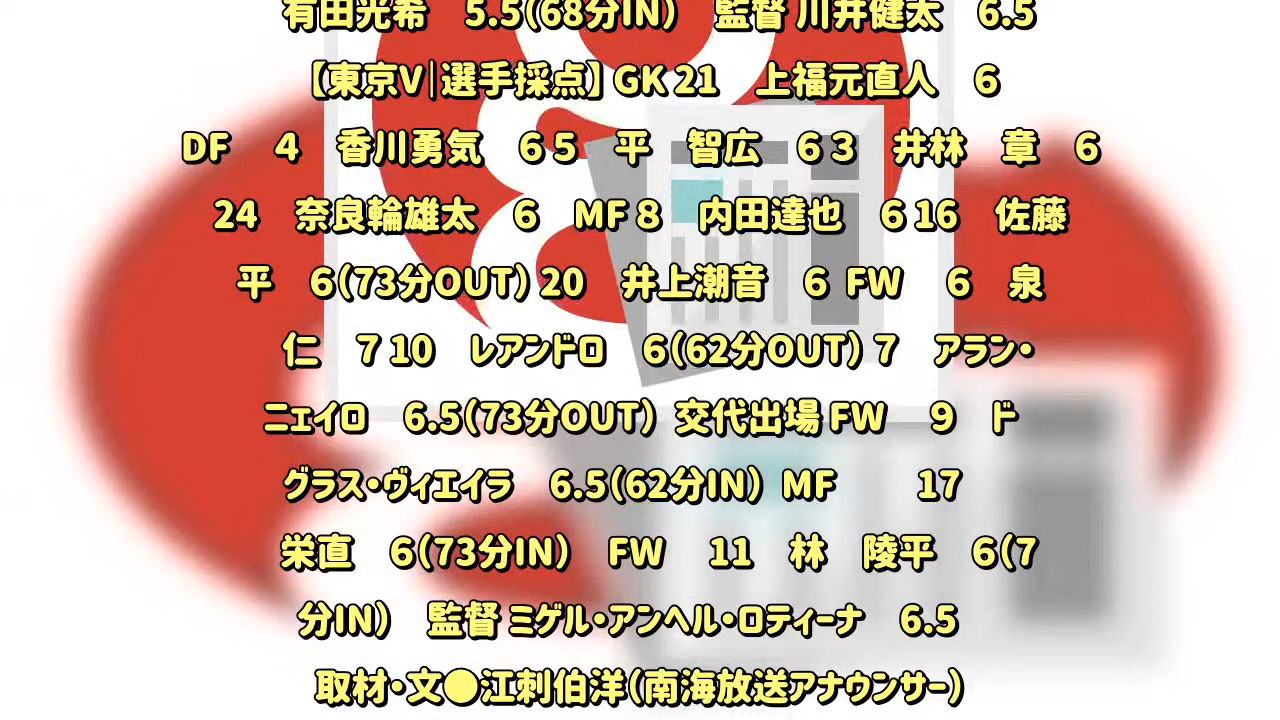 有田光希　5.5（68分IN）　監督 川井健太　6.5
【東京V｜選手採点】 GK 21　上福元直人　6
DF　4　香川勇気　6 5　平　智広　6 3　井林　章　6
24　奈良輪雄太　6　MF 8　内田達也　6 16　佐藤
平　6（73分OUT） 20　井上潮音　6 FW　6　泉
仁　7 10　レアンドロ　6（62分OUT） 7　アラン・
ニェイロ　6.5（73分OUT） 交代出場 FW　9　ド
グラス・ヴィエイラ　6.5（62分IN） MF　　17
栄直　6（73分IN）　FW　11　林　陵平　6（7
分IN）　監督 ミゲル・アンヘル・ロティーナ　6.5
取材・文●江刺伯洋（南海放送アナウンサー）